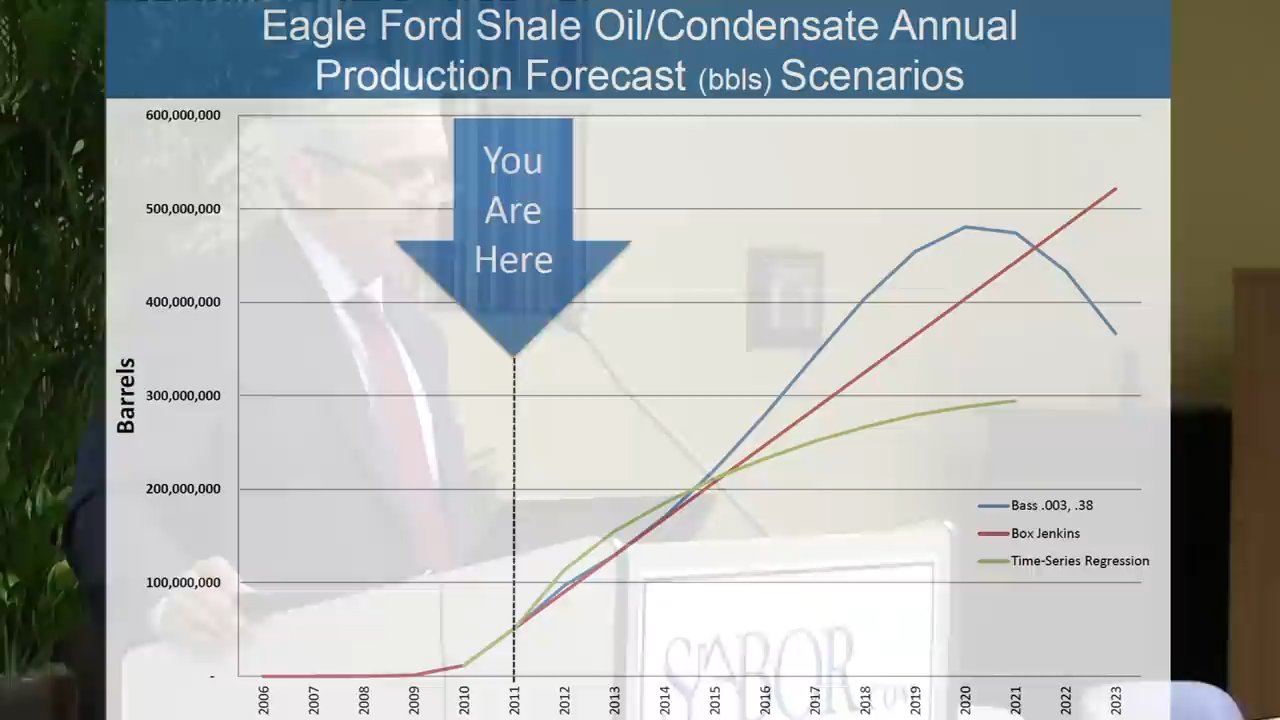 Eagle Ford Shale Oil/Condensate Annual
Production Forecast (bbls) Scenarios
600,000,000
500,000,000
400,000,000
300,000,000
200,000,000
100,000,000
-
Barrels
You
Are
Here
Bass .003, .38
Box Jenkins
Time-Series Regression
2006 2007 2008 2009 2010 2011 2012 2013 2014 2015 2016 2017 2018 2019 2020 2021 2022 2023
SABOR
.COM